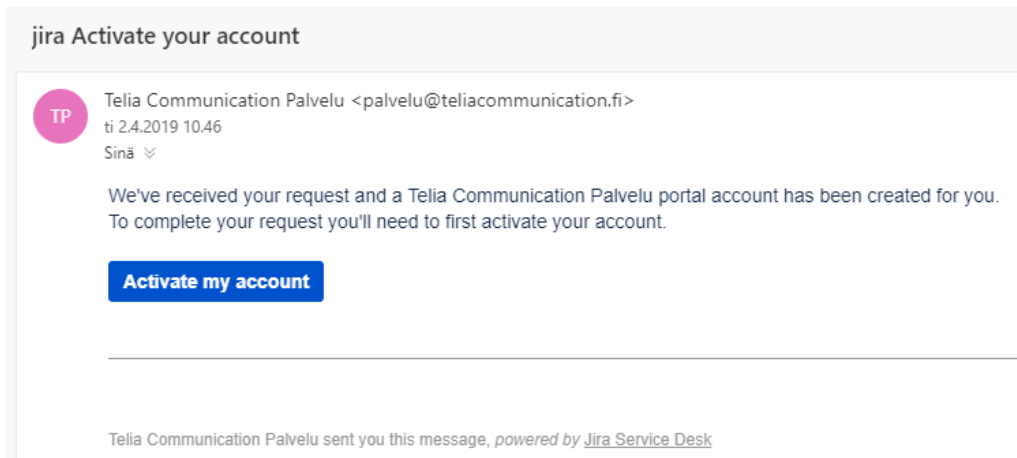 jira Activate your account
TP
Telia Communication Palvelu <palvelu@teliacommunication.fi>
ti 2.4.2019 10.46
Sinä
We've received your request and a Telia Communication Palvelu portal account has been created for you.
To complete your request you'll need to first activate your account.
Activate my account
Telia Communication Palvelu sent you this message, powered by Jira Service Desk